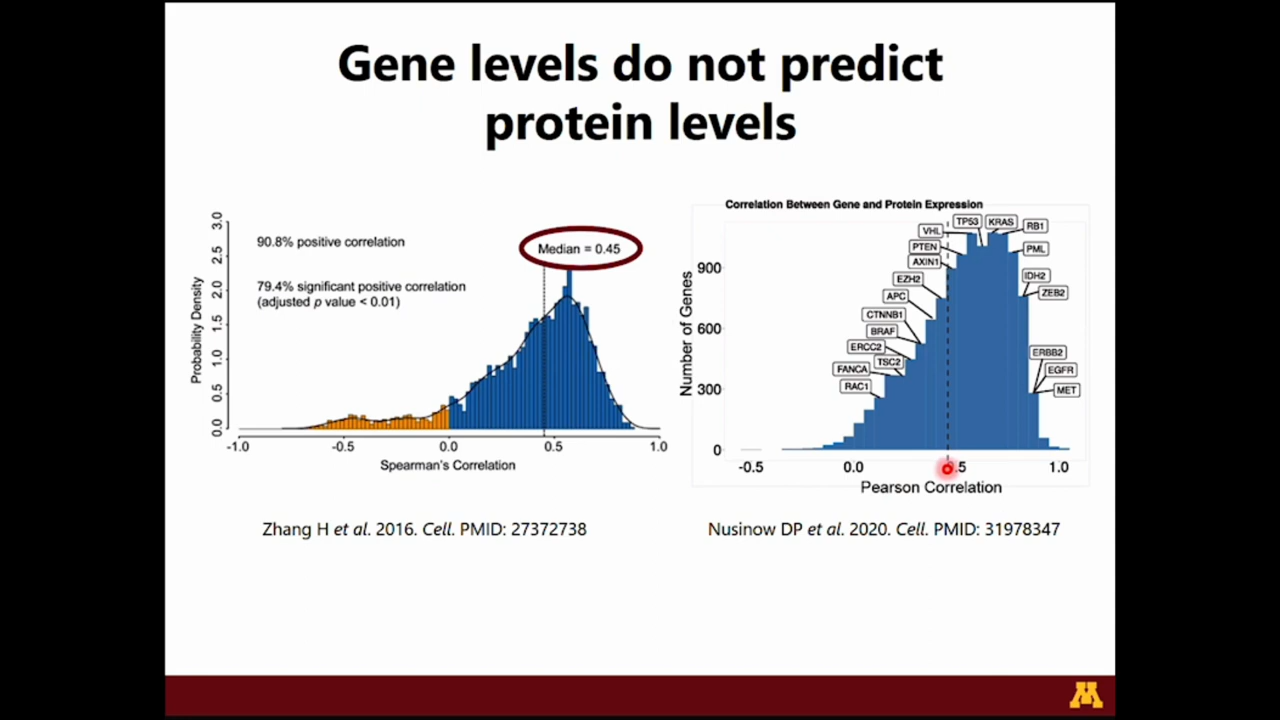 Gene levels do not predict
protein levels
90.8% positive correlation
79.4% significant positive correlation
(adjusted p value < 0.01)
Median = 0.45
Probability Density
3.0
2.5
2.0
1.5
1.0
0.5
0.0
-1.0 -0.5 0.0 0.5 1.0
Spearman's Correlation
Zhang H et al. 2016. Cell. PMID: 27372738
Correlation Between Gene and Protein Expression
Number of Genes
900
600
300
0
VHL
TP53
KRAS
RB1
PTEN
PML
AXIN1
EZH2
IDH2
APC
ZEB2
CTNNB1
BRAF
ERCC2
TSC2
ERBB2
FANCA
EGFR
RAC1
MET
-0.5 0.0 .5 1.0
Pearson Correlation
Nusinow DP et al. 2020. Cell. PMID: 31978347
M